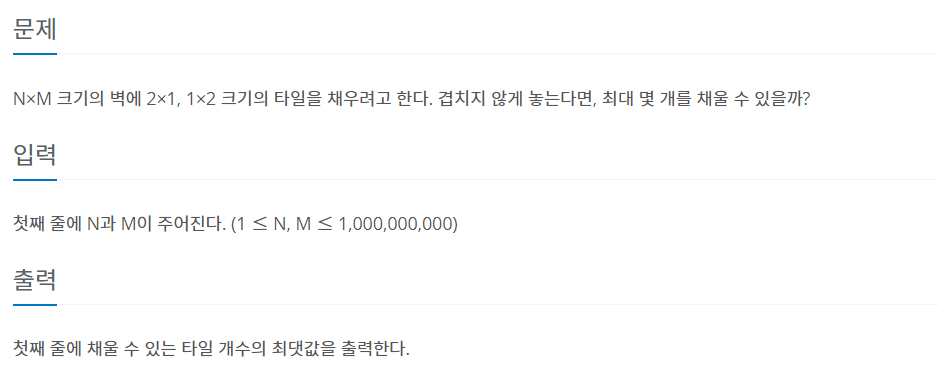 문제
N×M 크기의 벽에 2×1, 1×2 크기의 타일을 채우려고 한다. 겹치지 않게 놓는다면, 최대 몇 개를 채울 수 있을까?
입력
첫째 줄에 N과 M이 주어진다. (1 ≤ N, M ≤ 1,000,000,000)
출력
첫째 줄에 채울 수 있는 타일 개수의 최댓값을 출력한다.